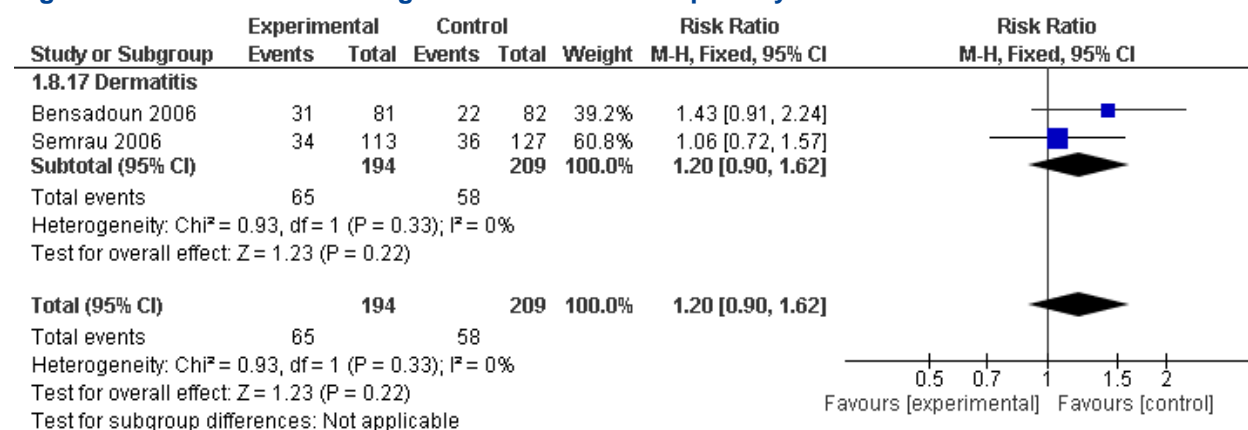 Experimental Control Risk Ratio Risk Ratio
Study or Subgroup Events Total Events Total Weight M-H, Fixed, 95% CI M-H, Fixed, 95% CI
1.8.17 Dermatitis
Bensadoun 2006 31 81 22 82 39.2% 1.43 [0.91, 2.24]
Semrau 2006 34 113 36 127 60.8% 1.06 [0.72, 1.57]
Subtotal (95% CI) 194 209 100.0% 1.20 [0.90, 1.62]
Total events 65 58
Heterogeneity: Chi² = 0.93, df = 1 (P = 0.33); I² = 0%
Test for overall effect: Z = 1.23 (P = 0.22)
Total (95% CI) 194 209 100.0% 1.20 [0.90, 1.62]
Total events 65 58
Heterogeneity: Chi² = 0.93, df = 1 (P = 0.33); I² = 0%
Test for overall effect: Z = 1.23 (P = 0.22)
Test for subgroup differences: Not applicable
0.5 0.7 1 1.5 2
Favours [experimental] Favours [control]